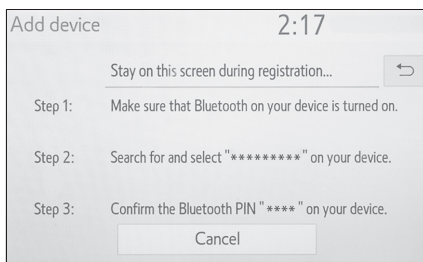 Add device 2:17
Stay on this screen during registration...
Step 1: Make sure that Bluetooth on your device is turned on.
Step 2: Search for and select "*********" on your device.
Step 3: Confirm the Bluetooth PIN "****" on your device.
Cancel